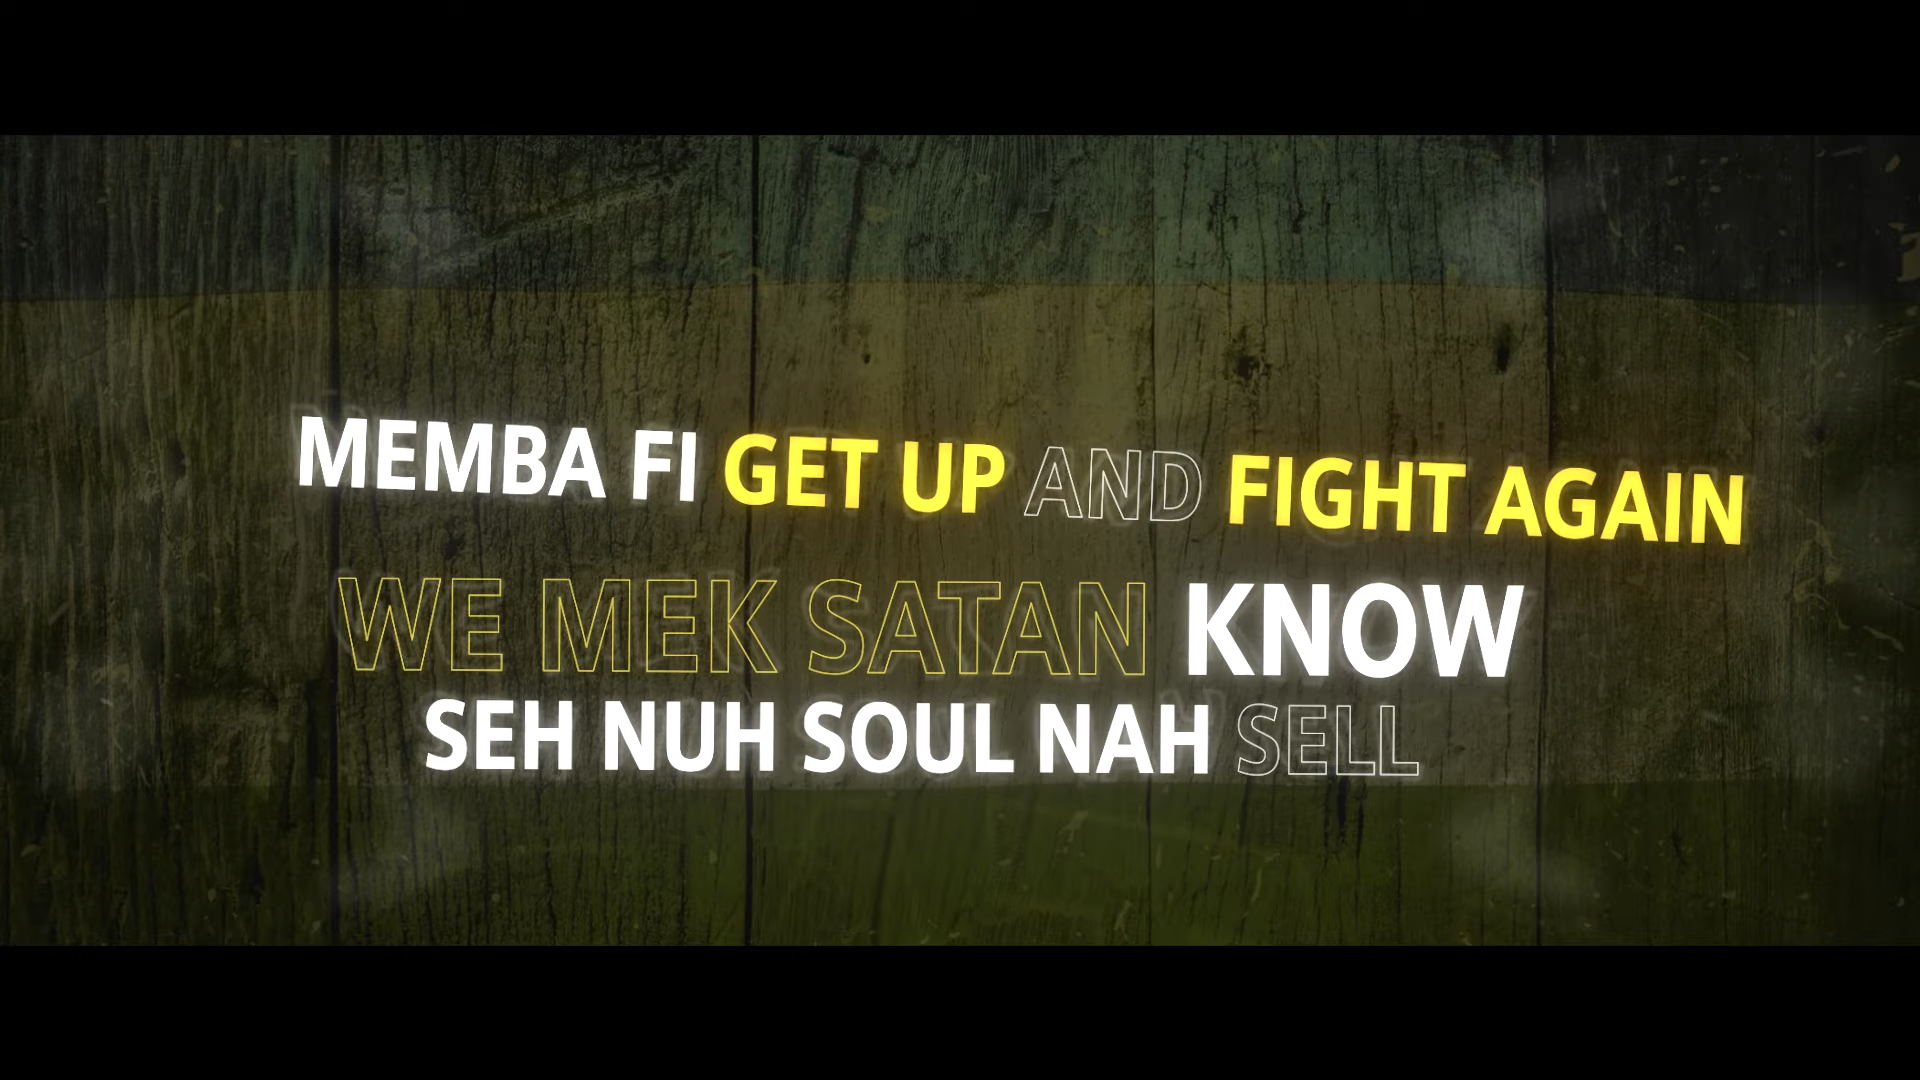 MEMBA FI GET UP AND FIGHT AGAIN
WE MEK SATAN KNOW
SEH NUH SOUL NAH SELL